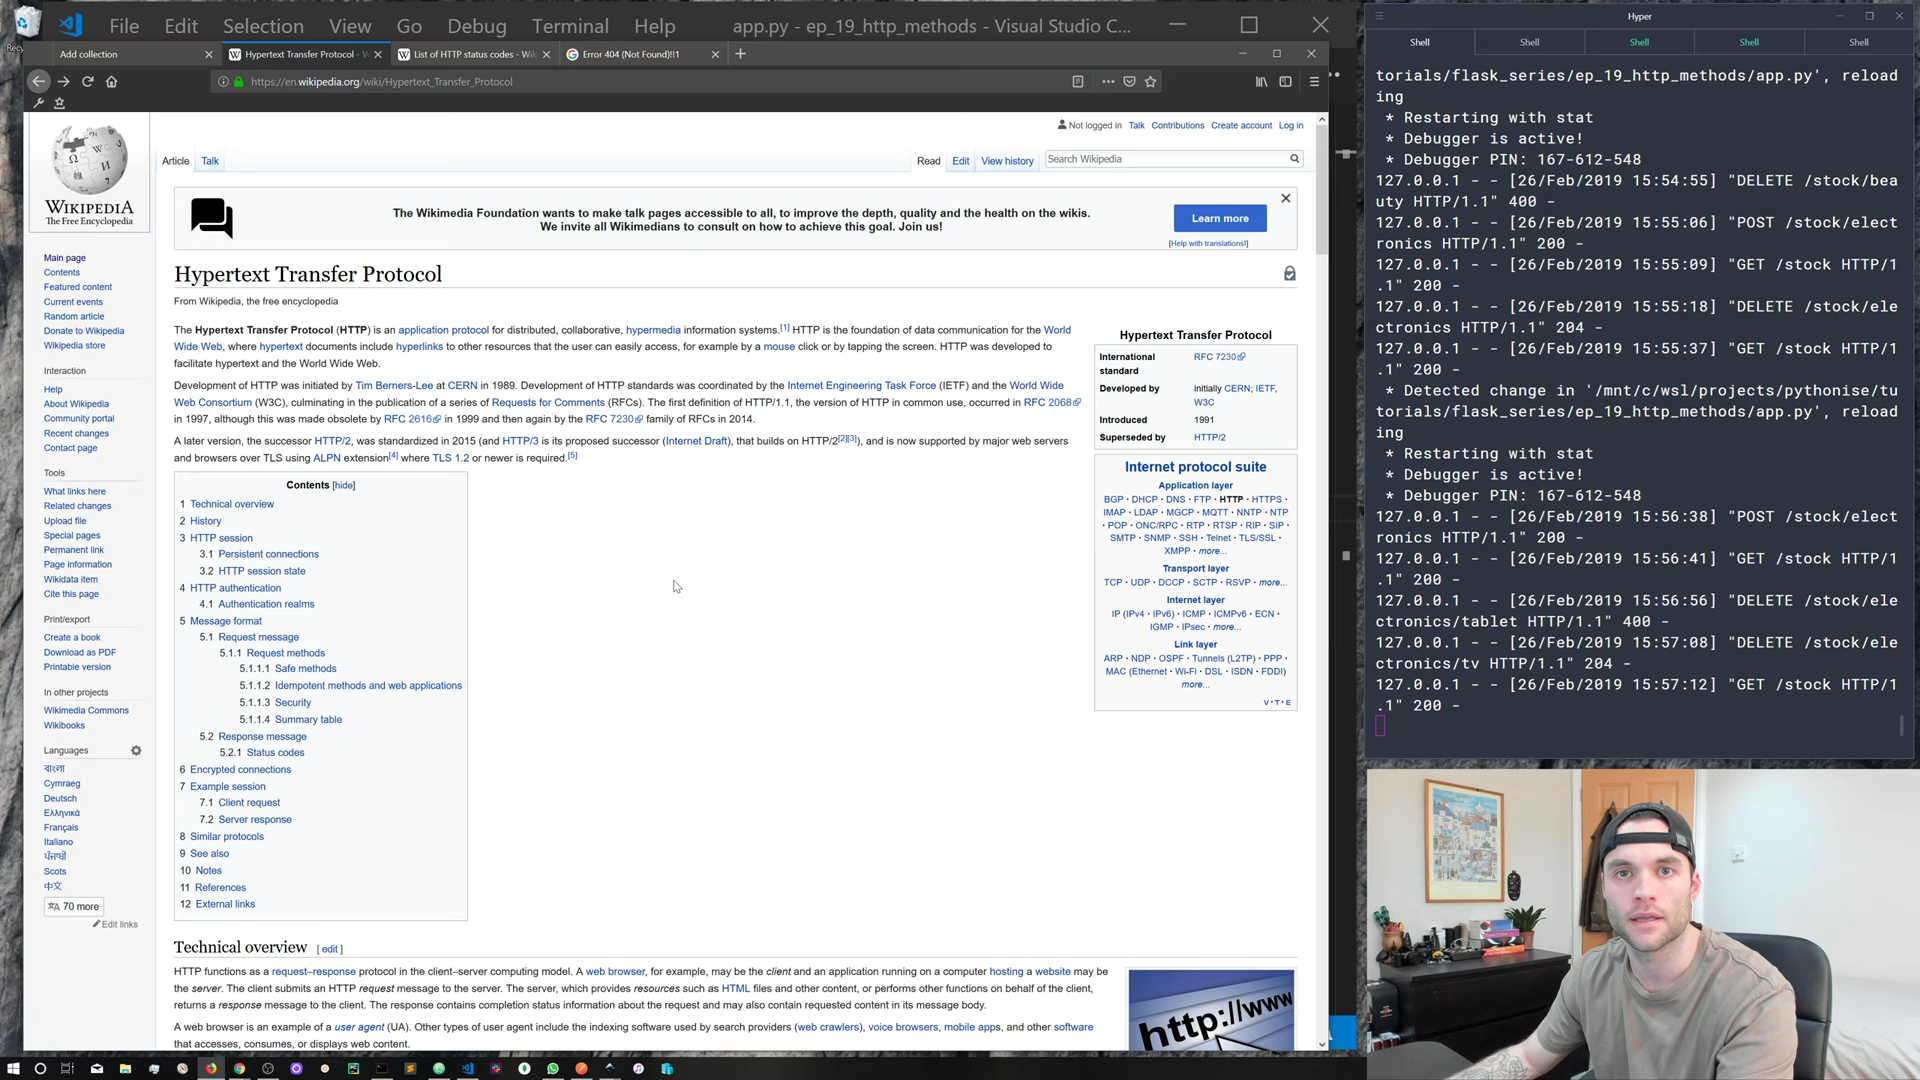 File Edit Selection View Go Debug Terminal Help app.py - ep_19_http_methods - Visual Studio C...
Add collection
Hypertext Transfer Protocol - W
List of HTTP status codes - Wik
Error 404 (Not Found)!!1
https://en.wikipedia.org/wiki/Hypertext_Transfer_Protocol
Not logged in Talk Contributions Create account Log in
Article Talk
Read Edit View history Search Wikipedia
WIKIPEDIA
The Free Encyclopedia
The Wikimedia Foundation wants to make talk pages accessible to all, to improve the depth, quality and the health on the wikis.
We invite all Wikimedians to consult on how to achieve this goal. Join us!
Learn more
[Help with translations!]
Main page
Contents
Featured content
Current events
Random article
Donate to Wikipedia
Wikipedia store
Interaction
Help
About Wikipedia
Community portal
Recent changes
Contact page
Tools
What links here
Related changes
Upload file
Special pages
Permanent link
Page information
Wikidata item
Cite this page
Print/export
Create a book
Download as PDF
Printable version
In other projects
Wikimedia Commons
Wikibooks
Languages
বাংলা
Cymraeg
Deutsch
Ελληνικά
Français
Italiano
ਪੰਜਾਬੀ
Scots
中文
70 more
Edit links
Hypertext Transfer Protocol
From Wikipedia, the free encyclopedia
The Hypertext Transfer Protocol (HTTP) is an application protocol for distributed, collaborative, hypermedia information systems.[1] HTTP is the foundation of data communication for the World
Wide Web, where hypertext documents include hyperlinks to other resources that the user can easily access, for example by a mouse click or by tapping the screen. HTTP was developed to
facilitate hypertext and the World Wide Web.
Development of HTTP was initiated by Tim Berners-Lee at CERN in 1989. Development of HTTP standards was coordinated by the Internet Engineering Task Force (IETF) and the World Wide
Web Consortium (W3C), culminating in the publication of a series of Requests for Comments (RFCs). The first definition of HTTP/1.1, the version of HTTP in common use, occurred in RFC 2068
in 1997, although this was made obsolete by RFC 2616 in 1999 and then again by the RFC 7230 family of RFCs in 2014.
A later version, the successor HTTP/2, was standardized in 2015 (and HTTP/3 is its proposed successor (Internet Draft), that builds on HTTP/2[2][3]), and is now supported by major web servers
and browsers over TLS using ALPN extension[4] where TLS 1.2 or newer is required.[5]
Contents [hide]
1 Technical overview
2 History
3 HTTP session
3.1 Persistent connections
3.2 HTTP session state
4 HTTP authentication
4.1 Authentication realms
5 Message format
5.1 Request message
5.1.1 Request methods
5.1.1.1 Safe methods
5.1.1.2 Idempotent methods and web applications
5.1.1.3 Security
5.1.1.4 Summary table
5.2 Response message
5.2.1 Status codes
6 Encrypted connections
7 Example session
7.1 Client request
7.2 Server response
8 Similar protocols
9 See also
10 Notes
11 References
12 External links
Technical overview [ edit ]
HTTP functions as a request–response protocol in the client–server computing model. A web browser, for example, may be the client and an application running on a computer hosting a website may be
the server. The client submits an HTTP request message to the server. The server, which provides resources such as HTML files and other content, or performs other functions on behalf of the client,
returns a response message to the client. The response contains completion status information about the request and may also contain requested content in its message body.
A web browser is an example of a user agent (UA). Other types of user agent include the indexing software used by search providers (web crawlers), voice browsers, mobile apps, and other software
that accesses, consumes, or displays web content.
Hypertext Transfer Protocol
International standard RFC 7230
Developed by initially CERN; IETF, W3C
Introduced 1991
Superseded by HTTP/2
Internet protocol suite
Application layer
BGP · DHCP · DNS · FTP · HTTP · HTTPS ·
IMAP · LDAP · MGCP · MQTT · NNTP · NTP
· POP · ONC/RPC · RTP · RTSP · RIP · SIP ·
SMTP · SNMP · SSH · Telnet · TLS/SSL ·
XMPP · more...
Transport layer
TCP · UDP · DCCP · SCTP · RSVP · more...
Internet layer
IP (IPv4 · IPv6) · ICMP · ICMPv6 · ECN ·
IGMP · IPsec · more...
Link layer
ARP · NDP · OSPF · Tunnels (L2TP) · PPP ·
MAC (Ethernet · Wi-Fi · DSL · ISDN · FDDI)
more...
V · T · E
http://www
Hyper
Shell Shell Shell Shell Shell
torials/flask_series/ep_19_http_methods/app.py', reload
ing
* Restarting with stat
* Debugger is active!
* Debugger PIN: 167-612-548
127.0.0.1 - - [26/Feb/2019 15:54:55] "DELETE /stock/bea
uty HTTP/1.1" 400 -
127.0.0.1 - - [26/Feb/2019 15:55:06] "POST /stock/elect
ronics HTTP/1.1" 200 -
127.0.0.1 - - [26/Feb/2019 15:55:09] "GET /stock HTTP/1
.1" 200 -
127.0.0.1 - - [26/Feb/2019 15:55:18] "DELETE /stock/ele
ctronics HTTP/1.1" 204 -
127.0.0.1 - - [26/Feb/2019 15:55:37] "GET /stock HTTP/1
.1" 200 -
* Detected change in '/mnt/c/wsl/projects/pythonise/tu
torials/flask_series/ep_19_http_methods/app.py', reload
ing
* Restarting with stat
* Debugger is active!
* Debugger PIN: 167-612-548
127.0.0.1 - - [26/Feb/2019 15:56:38] "POST /stock/elect
ronics HTTP/1.1" 200 -
127.0.0.1 - - [26/Feb/2019 15:56:41] "GET /stock HTTP/1
.1" 200 -
127.0.0.1 - - [26/Feb/2019 15:56:56] "DELETE /stock/ele
ctronics/tablet HTTP/1.1" 400 -
127.0.0.1 - - [26/Feb/2019 15:57:08] "DELETE /stock/ele
ctronics/tv HTTP/1.1" 204 -
127.0.0.1 - - [26/Feb/2019 15:57:12] "GET /stock HTTP/1
.1" 200 -